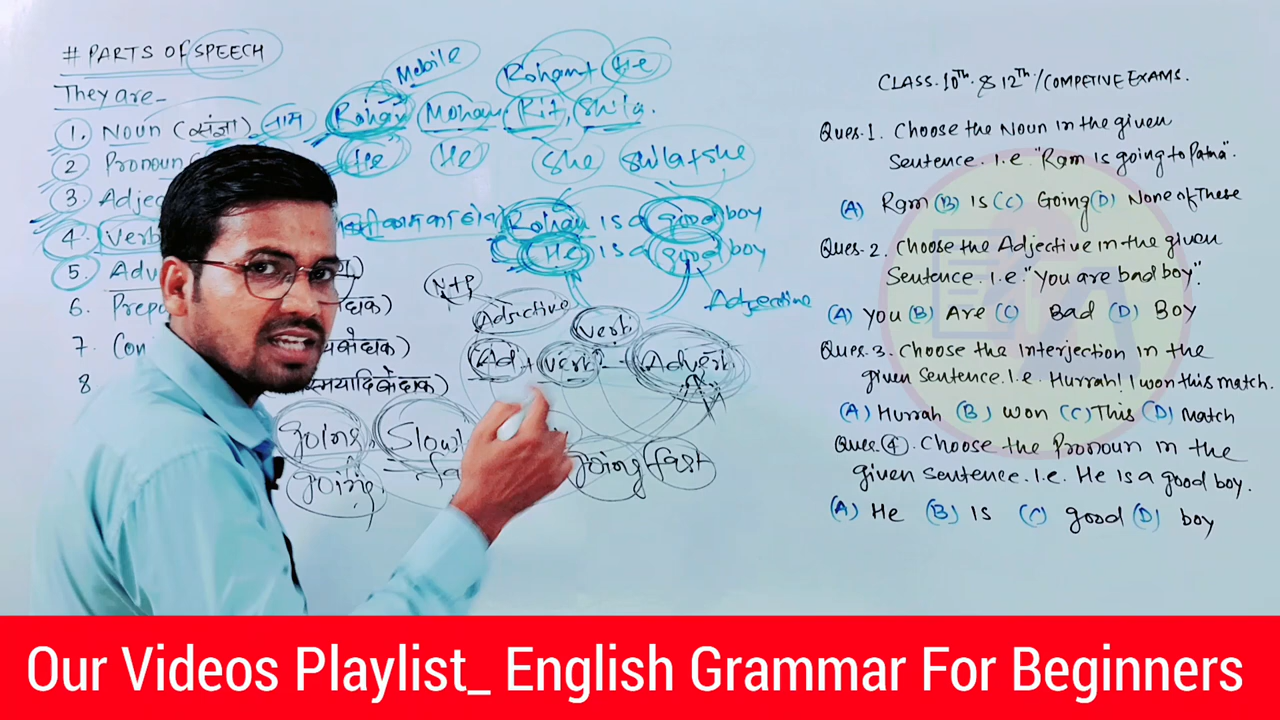 # PARTS OF SPEECH
They are_
1. Noun (संज्ञा) नाम
2 Pronoun
3. Adjec
4. Verb
5. Adv
6. Prepo
7. Con
8
Mobile
Rohan + He
Rohan Mohan, Rit, Shila.
He He She Shila + she
Rohan is a good boy
He is a good boy
N+P
Adjective
Adjective
Verb.
Ad + Verb = Adverb.
going, Slowl
going.
going fast
CLASS. 10TH. & 12TH / COMPETIVE EXAMS.
Ques. 1. Choose the Noun in the given
Sentence. I.e "Ram is going to Patna".
(A) Ram (B) Is (C) Going (D) None of These
Ques. 2. Choose the Adjective in the given
Sentence. I.e "You are bad boy"
(A) You (B) Are (C) Bad (D) Boy
Ques. 3. Choose the Interjection in the
given Sentence. I.e. Hurrah! I won this match.
(A) Hurrah (B) won (C) This (D) Match
Ques. 4. Choose the Pronoun in the
given Sentence. I.e. He is a good boy.
(A) He (B) Is (C) good (D) boy
Our Videos Playlist_ English Grammar For Beginners